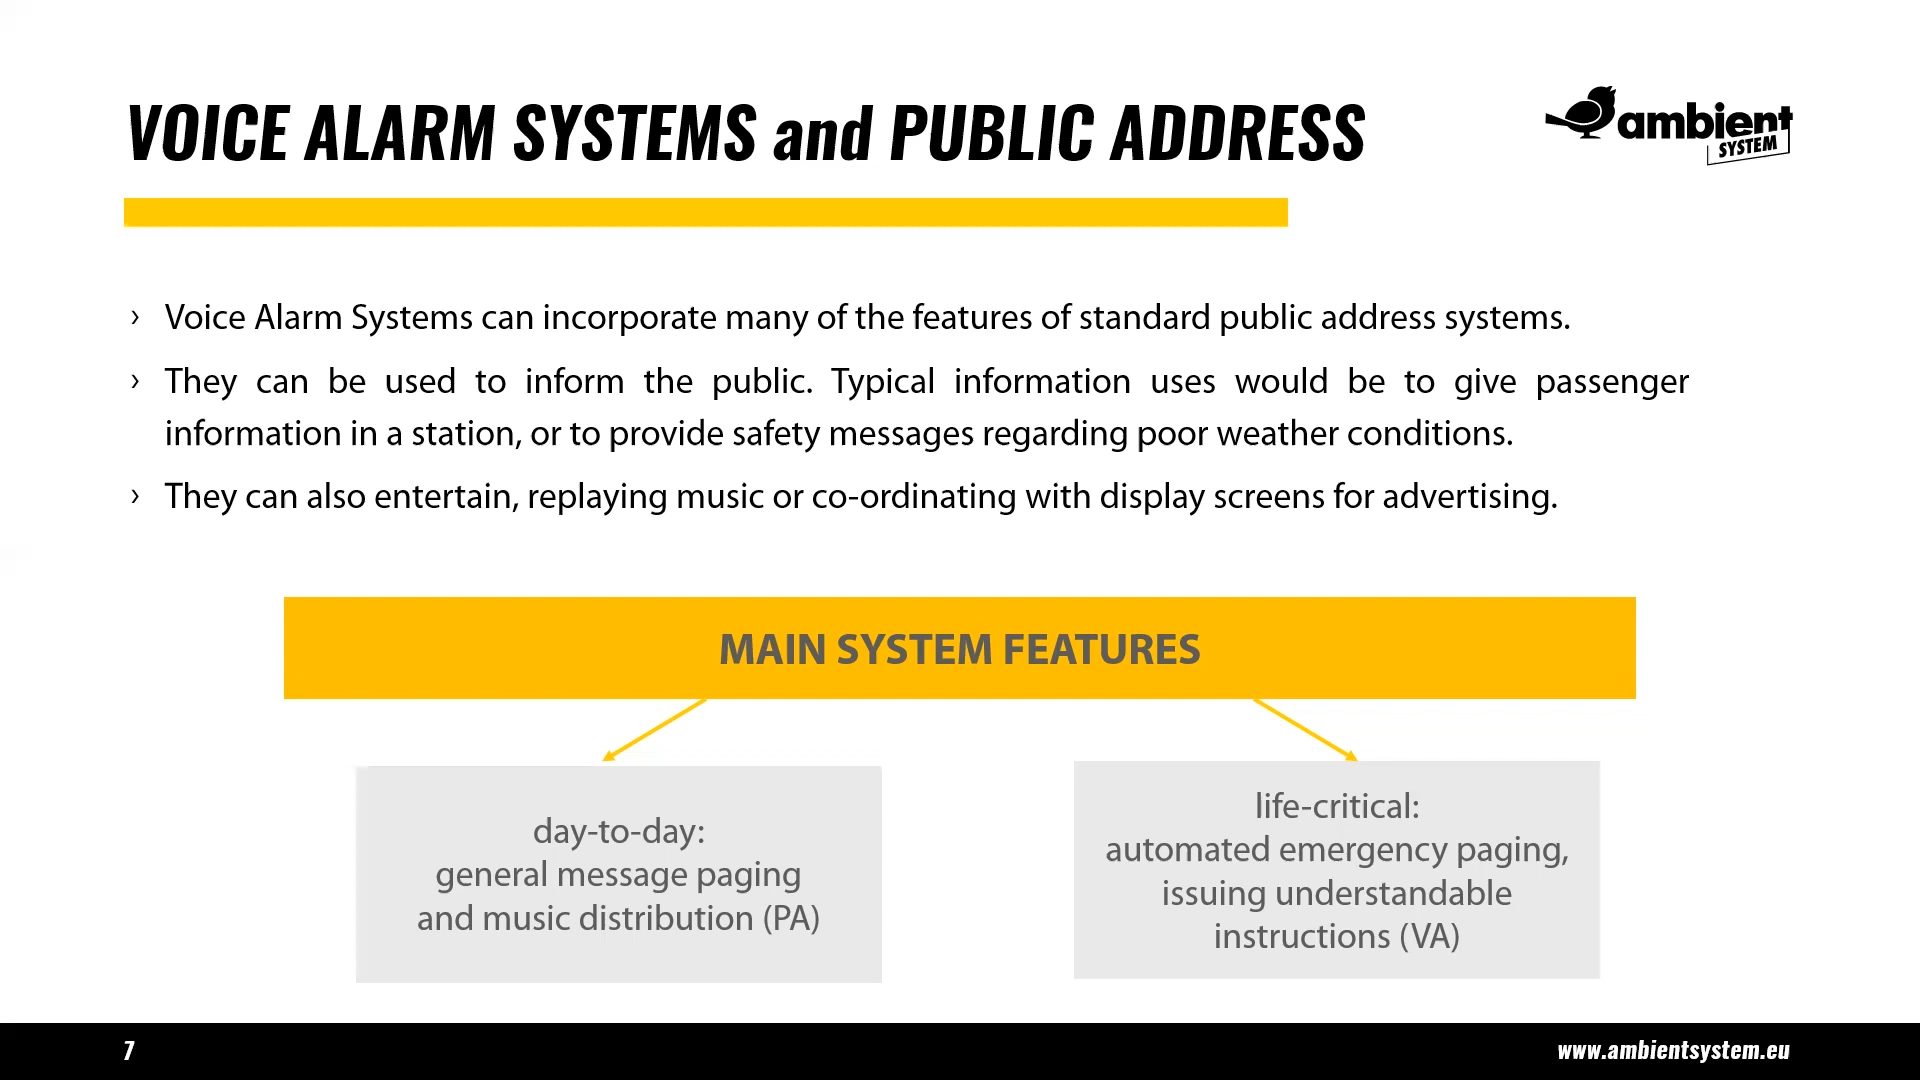 VOICE ALARM SYSTEMS and PUBLIC ADDRESS
ambient
SYSTEM
› Voice Alarm Systems can incorporate many of the features of standard public address systems.
› They can be used to inform the public. Typical information uses would be to give passenger
information in a station, or to provide safety messages regarding poor weather conditions.
› They can also entertain, replaying music or co-ordinating with display screens for advertising.
MAIN SYSTEM FEATURES
day-to-day:
general message paging
and music distribution (PA)
life-critical:
automated emergency paging,
issuing understandable
instructions (VA)
7
www.ambientsystem.eu